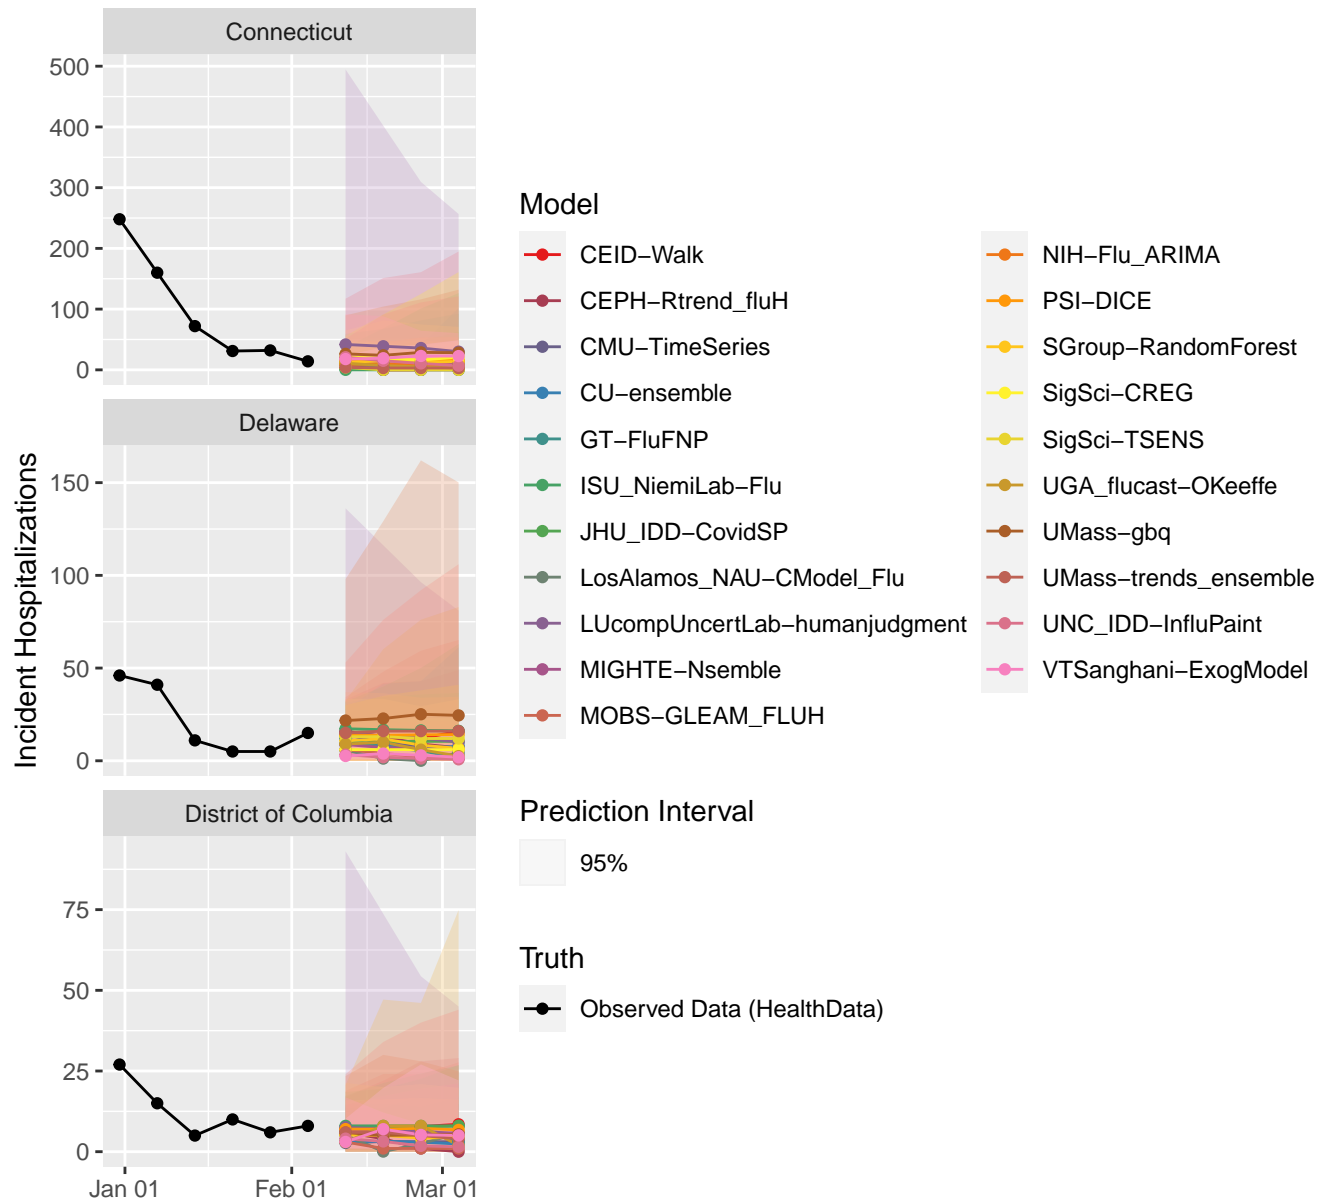 Connecticut
500
400
300
200
100
0
Delaware
150
100
50
0
District of Columbia
75
50
25
0
Jan 01
Feb 01
Mar 01
Incident Hospitalizations
Model
CEID−Walk
CEPH−Rtrend_fluH
CMU−TimeSeries
CU−ensemble
GT−FluFNP
ISU_NiemiLab−Flu
JHU_IDD−CovidSP
LosAlamos_NAU−CModel_Flu
LUcompUncertLab−humanjudgment
MIGHTE−Nsemble
MOBS−GLEAM_FLUH
NIH−Flu_ARIMA
PSI−DICE
SGroup−RandomForest
SigSci−CREG
SigSci−TSENS
UGA_flucast−OKeeffe
UMass−gbq
UMass−trends_ensemble
UNC_IDD−InfluPaint
VTSanghani−ExogModel
Prediction Interval
95%
Truth
Observed Data (HealthData)